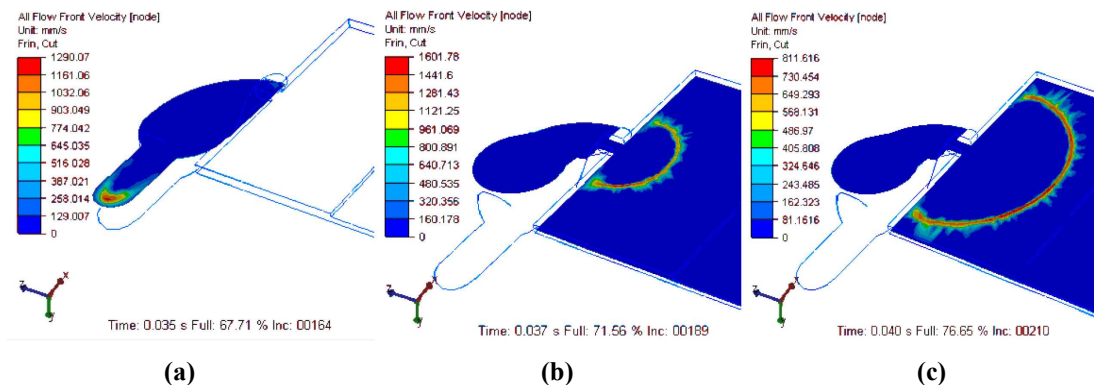 All Flow Front Velocity [node]
Unit: mm/s
Frin, Cut
1290.07
1161.06
1032.06
903.049
774.042
645.035
516.028
387.021
258.014
129.007
0
z
x
y
Time: 0.035 s Full: 67.71 % Inc: 00164
(a)
All Flow Front Velocity [node]
Unit: mm/s
Frin, Cut
1601.78
1441.6
1281.43
1121.25
961.069
800.891
640.713
480.535
320.356
160.178
0
z
x
y
Time: 0.037 s Full: 71.56 % Inc: 00189
(b)
All Flow Front Velocity [node]
Unit: mm/s
Frin, Cut
811.616
730.454
649.293
568.131
486.97
405.808
324.646
243.485
162.323
81.1616
0
z
x
y
Time: 0.040 s Full: 76.65 % Inc: 00210
(c)